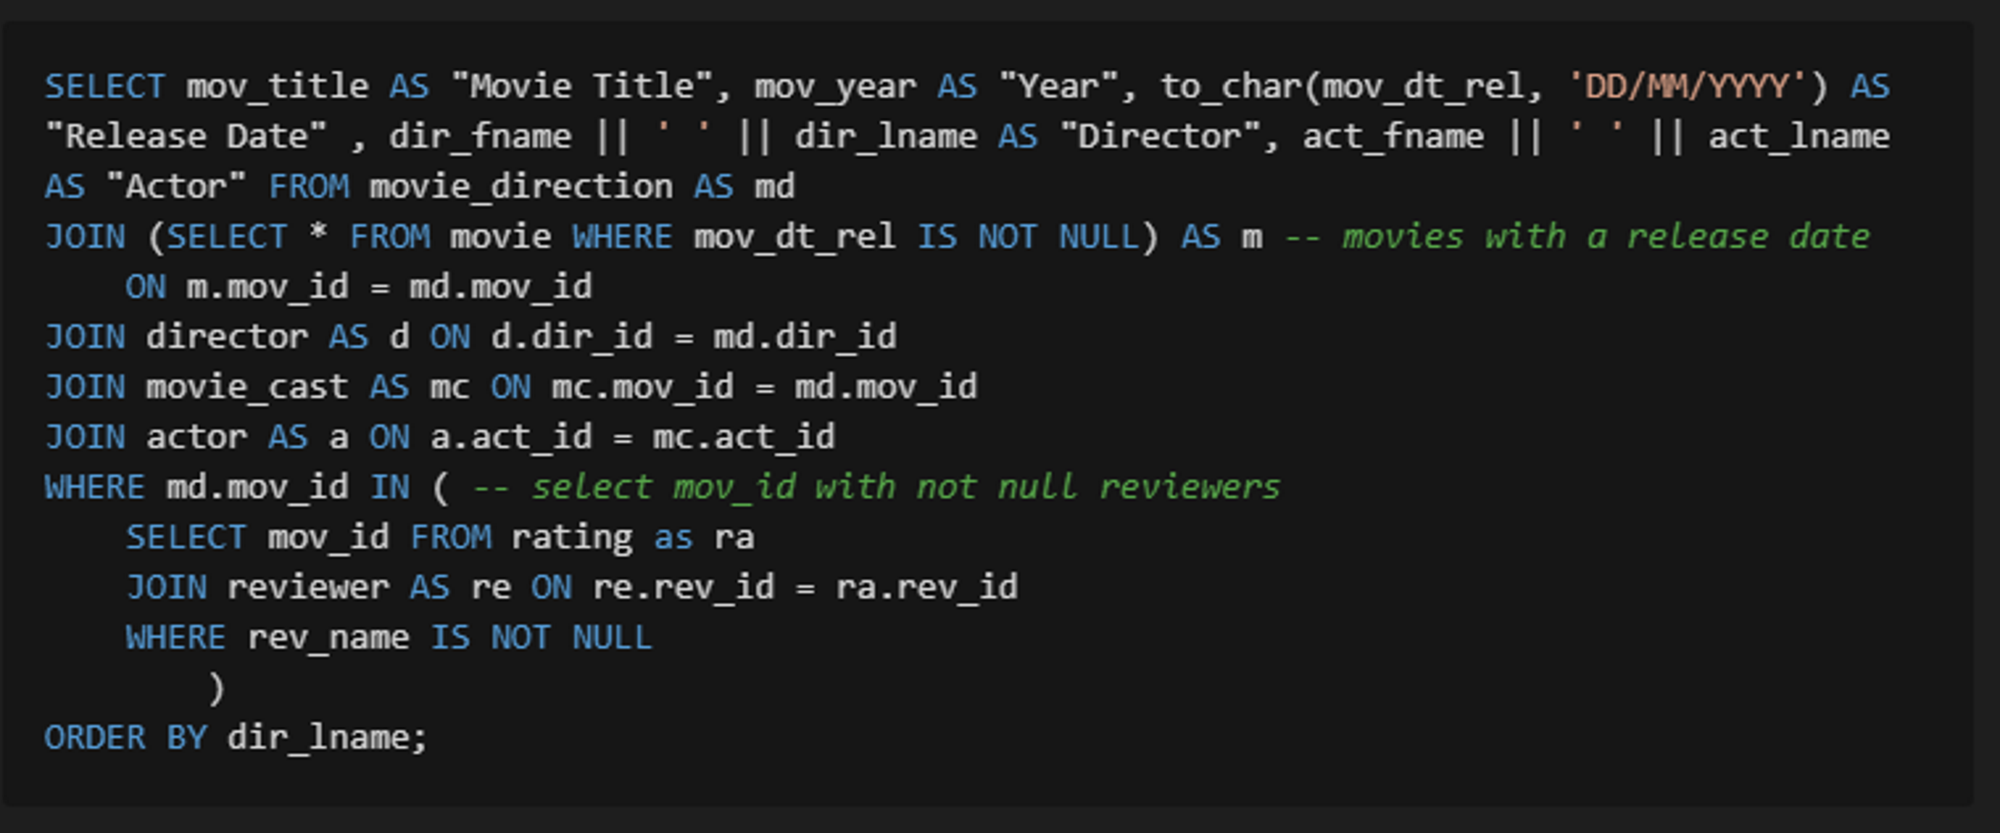 SELECT mov_title AS "Movie Title", mov_year AS "Year", to_char(mov_dt_rel, 'DD/MM/YYYY') AS
"Release Date" , dir_fname || ' ' || dir_lname AS "Director", act_fname || ' ' || act_lname
AS "Actor" FROM movie_direction AS md
JOIN (SELECT * FROM movie WHERE mov_dt_rel IS NOT NULL) AS m -- movies with a release date
    ON m.mov_id = md.mov_id
JOIN director AS d ON d.dir_id = md.dir_id
JOIN movie_cast AS mc ON mc.mov_id = md.mov_id
JOIN actor AS a ON a.act_id = mc.act_id
WHERE md.mov_id IN ( -- select mov_id with not null reviewers
    SELECT mov_id FROM rating as ra
    JOIN reviewer AS re ON re.rev_id = ra.rev_id
    WHERE rev_name IS NOT NULL
        )
ORDER BY dir_lname;